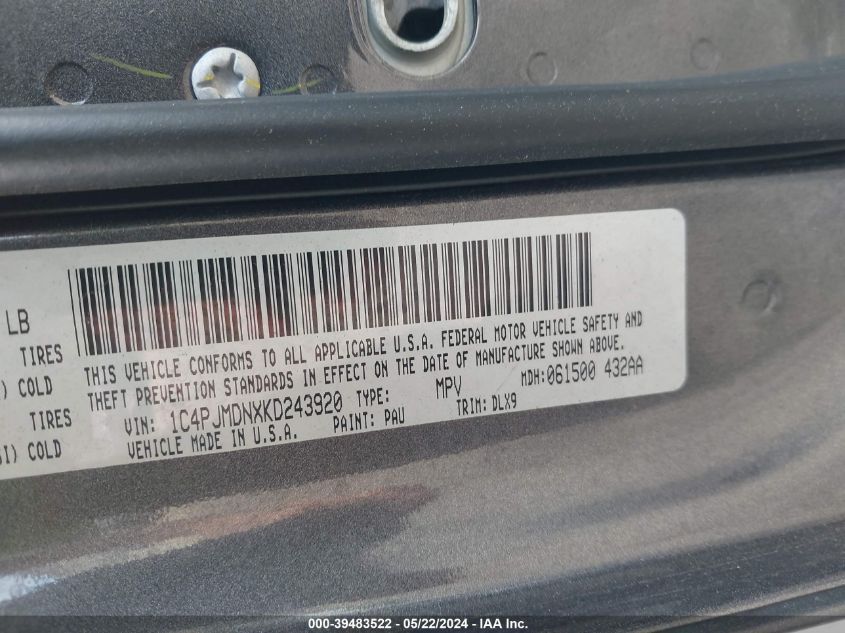 LB
TIRES
) COLD
TIRES
SI) COLD
THIS VEHICLE CONFORMS TO ALL APPLICABLE U.S.A. FEDERAL MOTOR VEHICLE SAFETY AND
THEFT PREVENTION STANDARDS IN EFFECT ON THE DATE OF MANUFACTURE SHOWN ABOVE.
VIN: 1C4PJMDNXKD243920 TYPE: MPV MDH:061500 432AA
VEHICLE MADE IN U.S.A. PAINT: PAU TRIM: DLX9
000-39483522 - 05/22/2024 - IAA Inc.